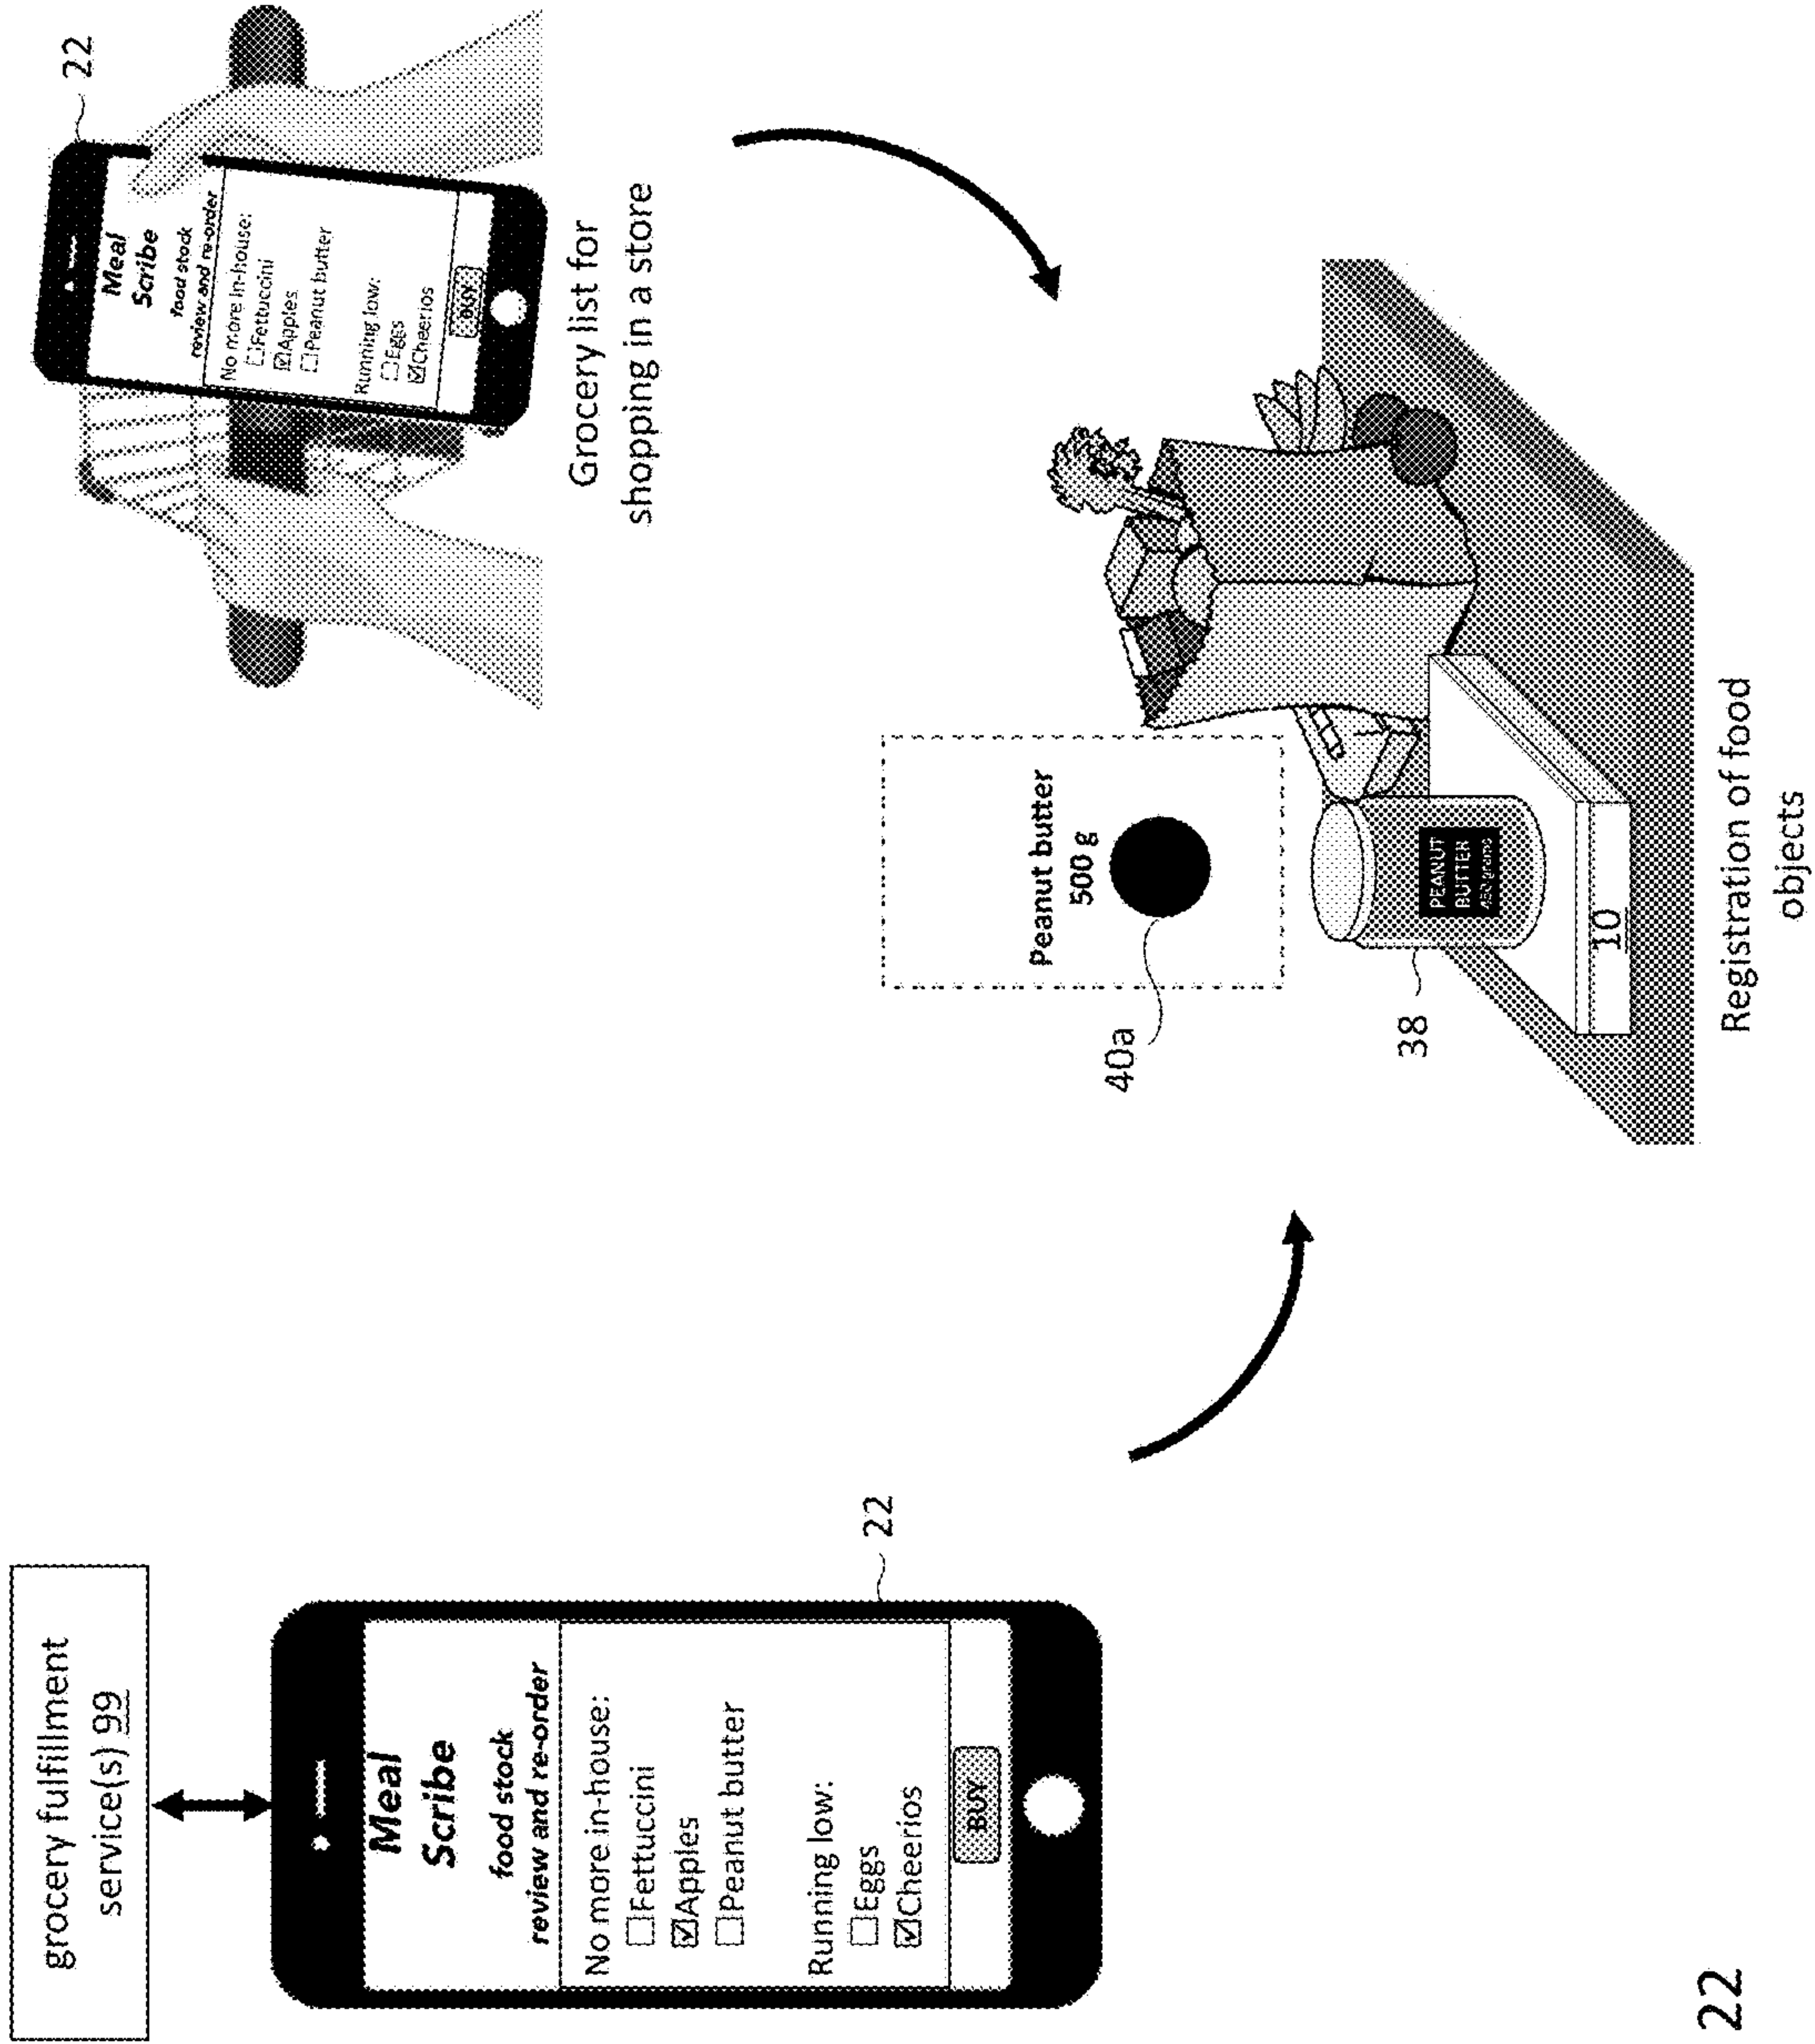 grocery fulfillment
service(s) 99
Meal
Scribe
food stock
review and re-order
No more in-house:
☐Fettuccini
☑Apples
☐Peanut butter
Running low:
☐Eggs
☑Cheerios
BUY
22
22
Meal
Scribe
food stock
review and re-order
No more in-house:
☐Fettuccini
☑Apples
☐Peanut butter
Running low:
☐Eggs
☑Cheerios
BUY
Grocery list for
shopping in a store
Peanut butter
500 g
40a
38
PEANUT
BUTTER
grams
10
Registration of food
objects
22